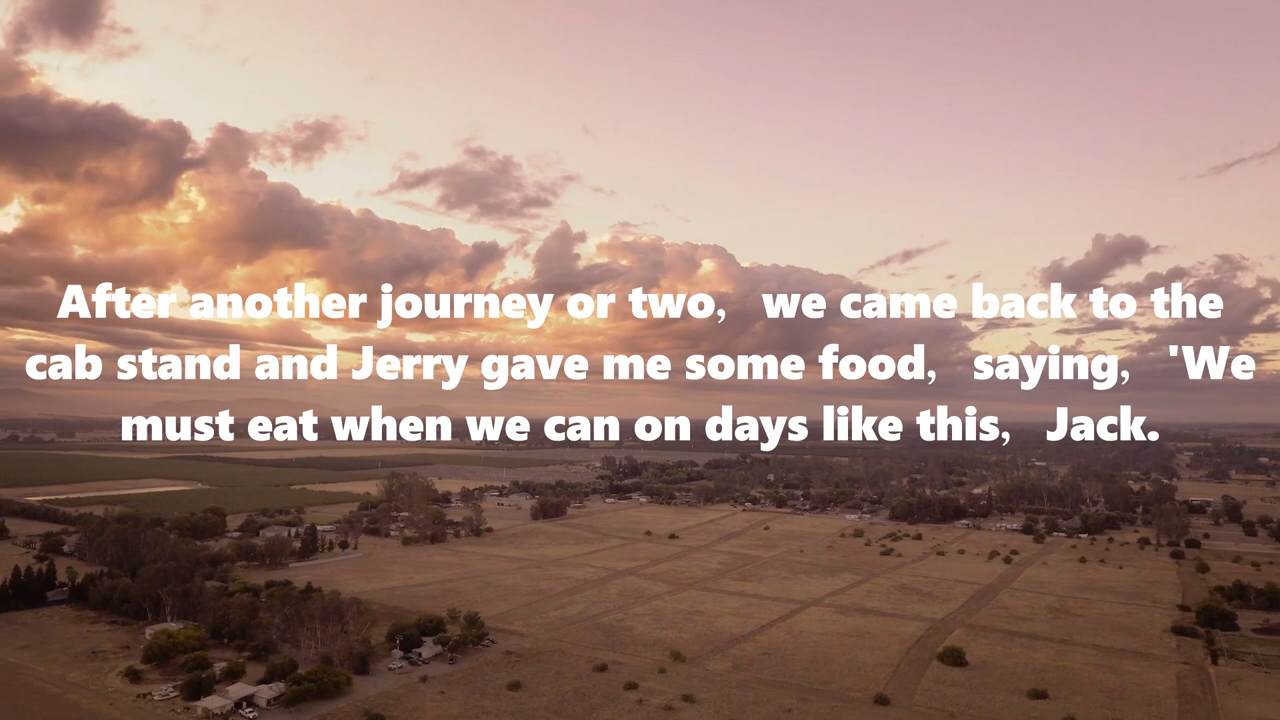 After another journey or two, we came back to the
cab stand and Jerry gave me some food, saying, 'We
must eat when we can on days like this, Jack.